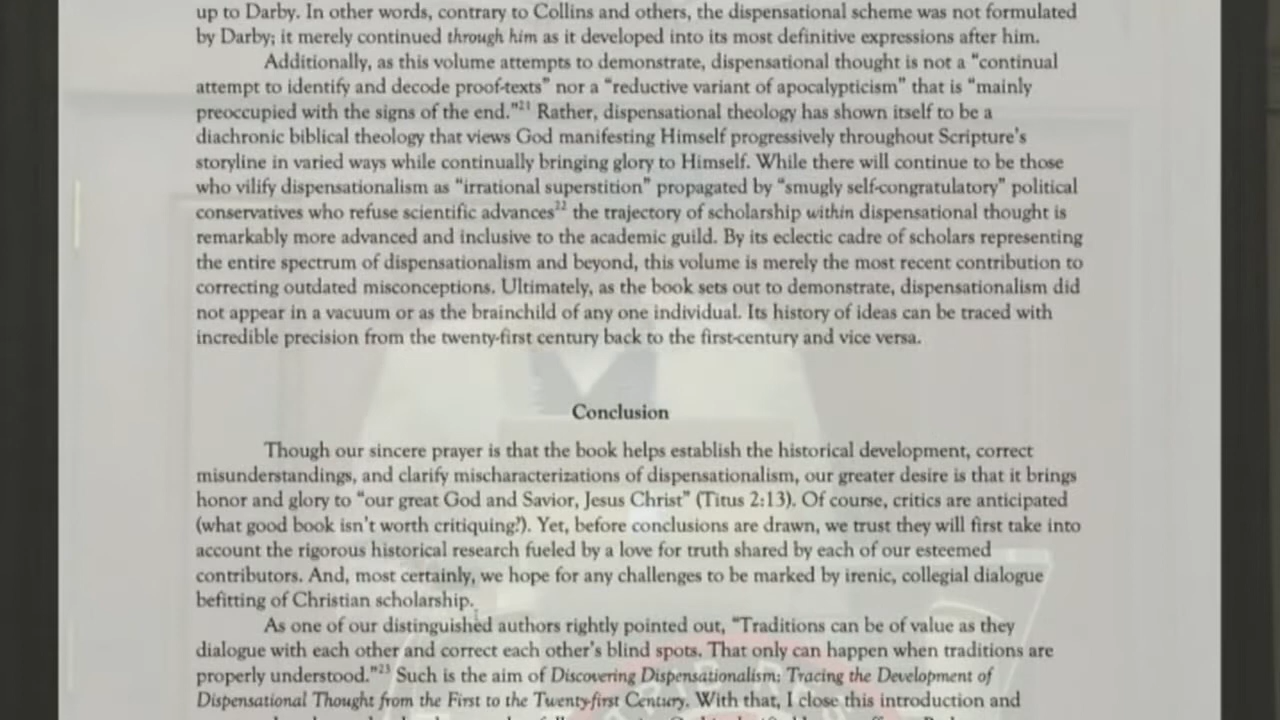 up to Darby. In other words, contrary to Collins and others, the dispensational scheme was not formulated
by Darby; it merely continued through him as it developed into its most definitive expressions after him.
Additionally, as this volume attempts to demonstrate, dispensational thought is not a “continual
attempt to identify and decode proof-texts” nor a “reductive variant of apocalypticism” that is “mainly
preoccupied with the signs of the end.”21 Rather, dispensational theology has shown itself to be a
diachronic biblical theology that views God manifesting Himself progressively throughout Scripture’s
storyline in varied ways while continually bringing glory to Himself. While there will continue to be those
who vilify dispensationalism as “irrational superstition” propagated by “smugly self-congratulatory” political
conservatives who refuse scientific advances22 the trajectory of scholarship within dispensational thought is
remarkably more advanced and inclusive to the academic guild. By its eclectic cadre of scholars representing
the entire spectrum of dispensationalism and beyond, this volume is merely the most recent contribution to
correcting outdated misconceptions. Ultimately, as the book sets out to demonstrate, dispensationalism did
not appear in a vacuum or as the brainchild of any one individual. Its history of ideas can be traced with
incredible precision from the twenty-first century back to the first-century and vice versa.
Conclusion
Though our sincere prayer is that the book helps establish the historical development, correct
misunderstandings, and clarify mischaracterizations of dispensationalism, our greater desire is that it brings
honor and glory to “our great God and Savior, Jesus Christ” (Titus 2:13). Of course, critics are anticipated
(what good book isn’t worth critiquing?). Yet, before conclusions are drawn, we trust they will first take into
account the rigorous historical research fueled by a love for truth shared by each of our esteemed
contributors. And, most certainly, we hope for any challenges to be marked by irenic, collegial dialogue
befitting of Christian scholarship.
As one of our distinguished authors rightly pointed out, “Traditions can be of value as they
dialogue with each other and correct each other’s blind spots. That only can happen when traditions are
properly understood.”23 Such is the aim of Discovering Dispensationalism: Tracing the Development of
Dispensational Thought from the First to the Twenty-first Century. With that, I close this introduction and